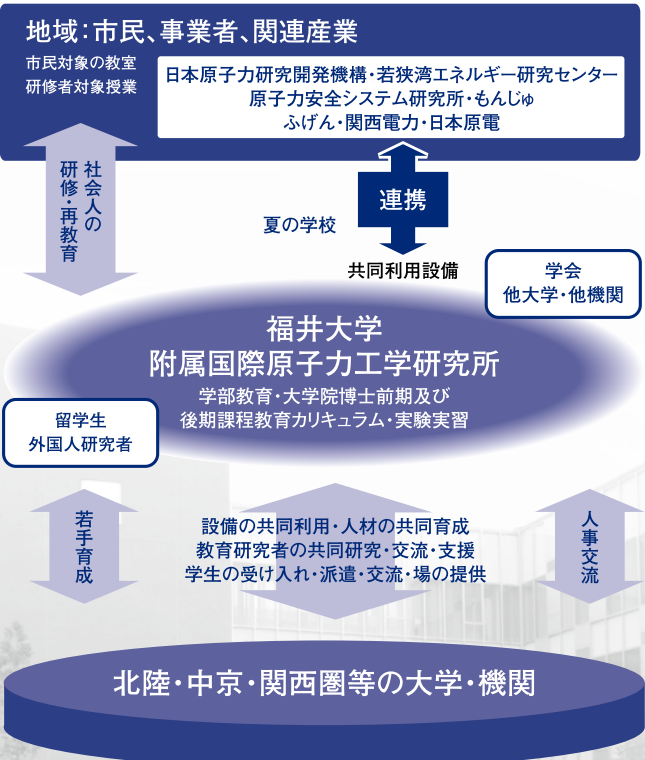 地域：市民、事業者、関連産業
市民対象の教室
研修者対象授業
日本原子力研究開発機構・若狭湾エネルギー研究センター
原子力安全システム研究所・もんじゅ
ふげん・関西電力・日本原電
社会人の
研修・再教育
連携
夏の学校
共同利用設備
学会
他大学・他機関
福井大学
附属国際原子力工学研究所
学部教育・大学院博士前期及び
後期課程教育カリキュラム・実験実習
留学生
外国人研究者
若手育成
設備の共同利用・人材の共同育成
教育研究者の共同研究・交流・支援
学生の受け入れ・派遣・交流・場の提供
人事交流
北陸・中京・関西圏等の大学・機関